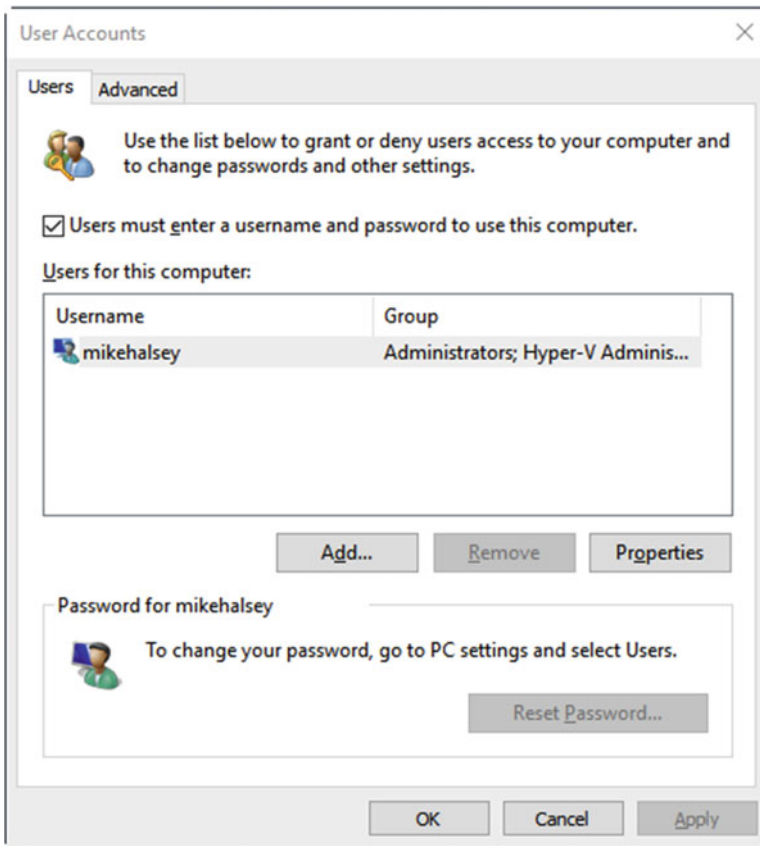 User Accounts
Users
Advanced
Use the list below to grant or deny users access to your computer and
to change passwords and other settings.
Users must enter a username and password to use this computer.
Users for this computer:
Username Group
mikehalsey Administrators; Hyper-V Adminis...
Add... Remove Properties
Password for mikehalsey
To change your password, go to PC settings and select Users.
Reset Password...
OK Cancel Apply